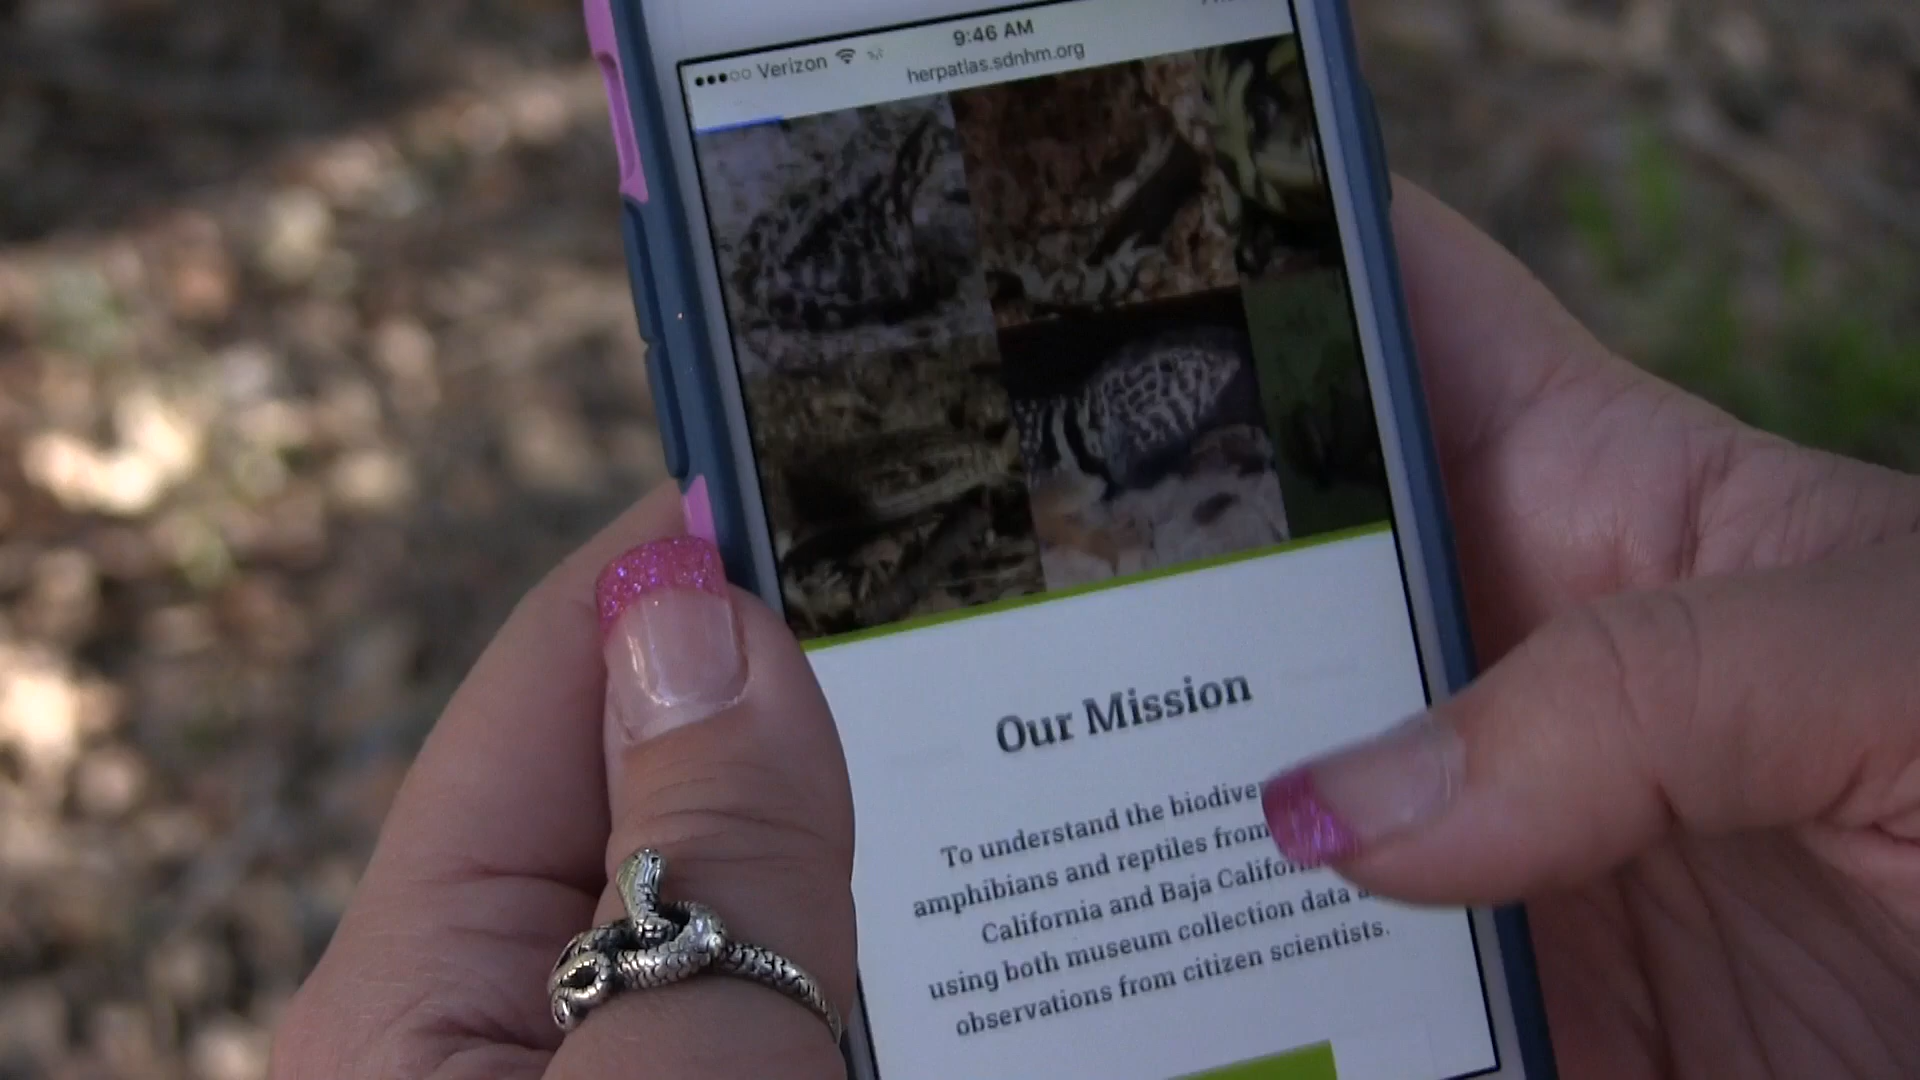 Verizon 9:46 AM
herpatlas.sdnhm.org
Our Mission
To understand the biodive
amphibians and reptiles from
California and Baja Califor
using both museum collection data
observations from citizen scientists.